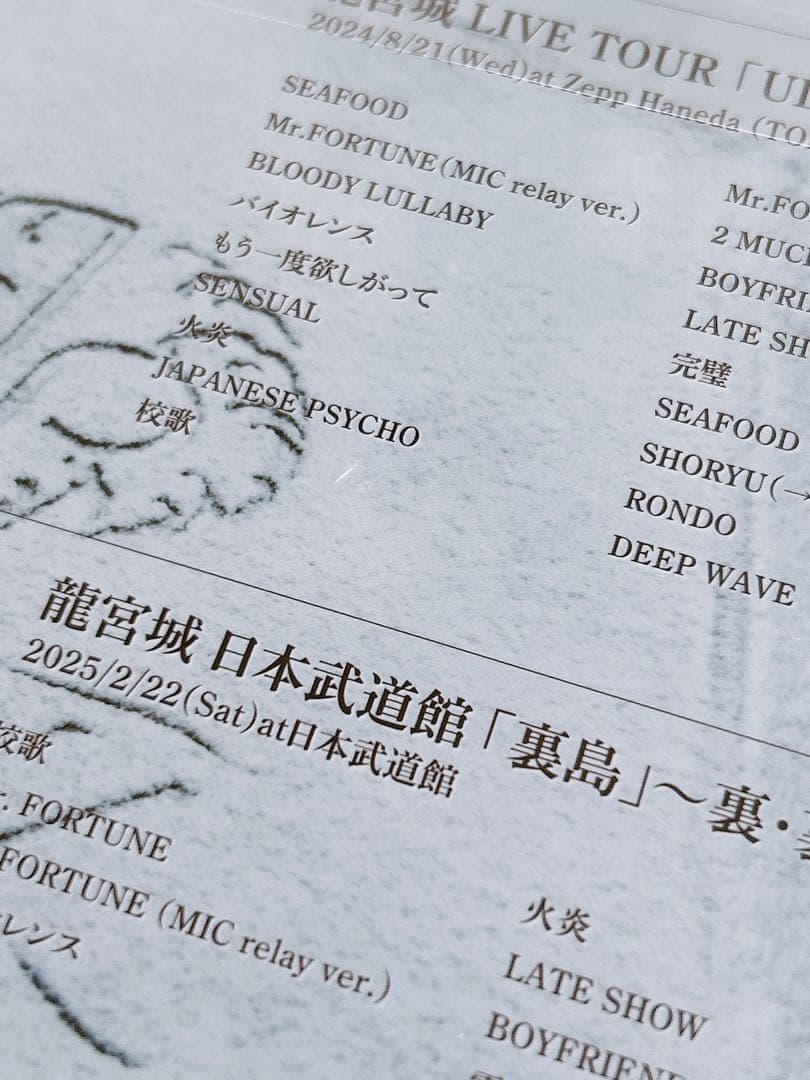 龍宮城 LIVE TOUR「U
2024/8/21(Wed)at Zepp Haneda (TO
SEAFOOD
Mr.FORTUNE(MIC relay ver.)
BLOODY LULLABY
バイオレンス
もう一度欲しがって
SENSUAL
火炎
JAPANESE PSYCHO
校歌
Mr.FO
2 MUCH
BOYFRI
LATE SH
完璧
SEAFOOD
SHORYU(→
RONDO
DEEP WAVE
龍宮城 日本武道館「裏島」～裏・
2025/2/22(Sat)at日本武道館
校歌
r. FORTUNE
FORTUNE (MIC relay ver.)
レンス
火炎
LATE SHOW
BOYFRIEN